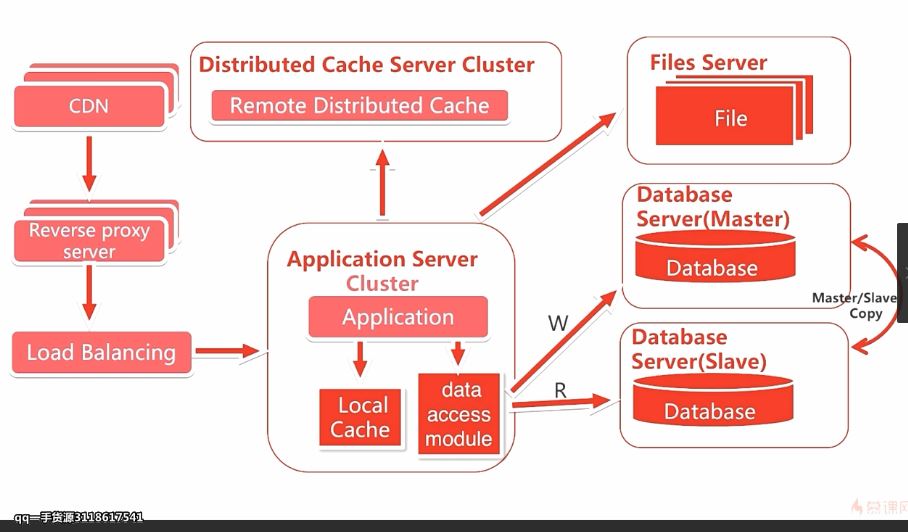 CDN
Reverse proxy
server
Load Balancing
Distributed Cache Server Cluster
Remote Distributed Cache
Application Server
Cluster
Application
Local
Cache
data
access
module
Files Server
File
W
R
Database
Server(Master)
Database
Master/Slave
Copy
Database
Server(Slave)
Database
qq一手货源3118617541
慕课网